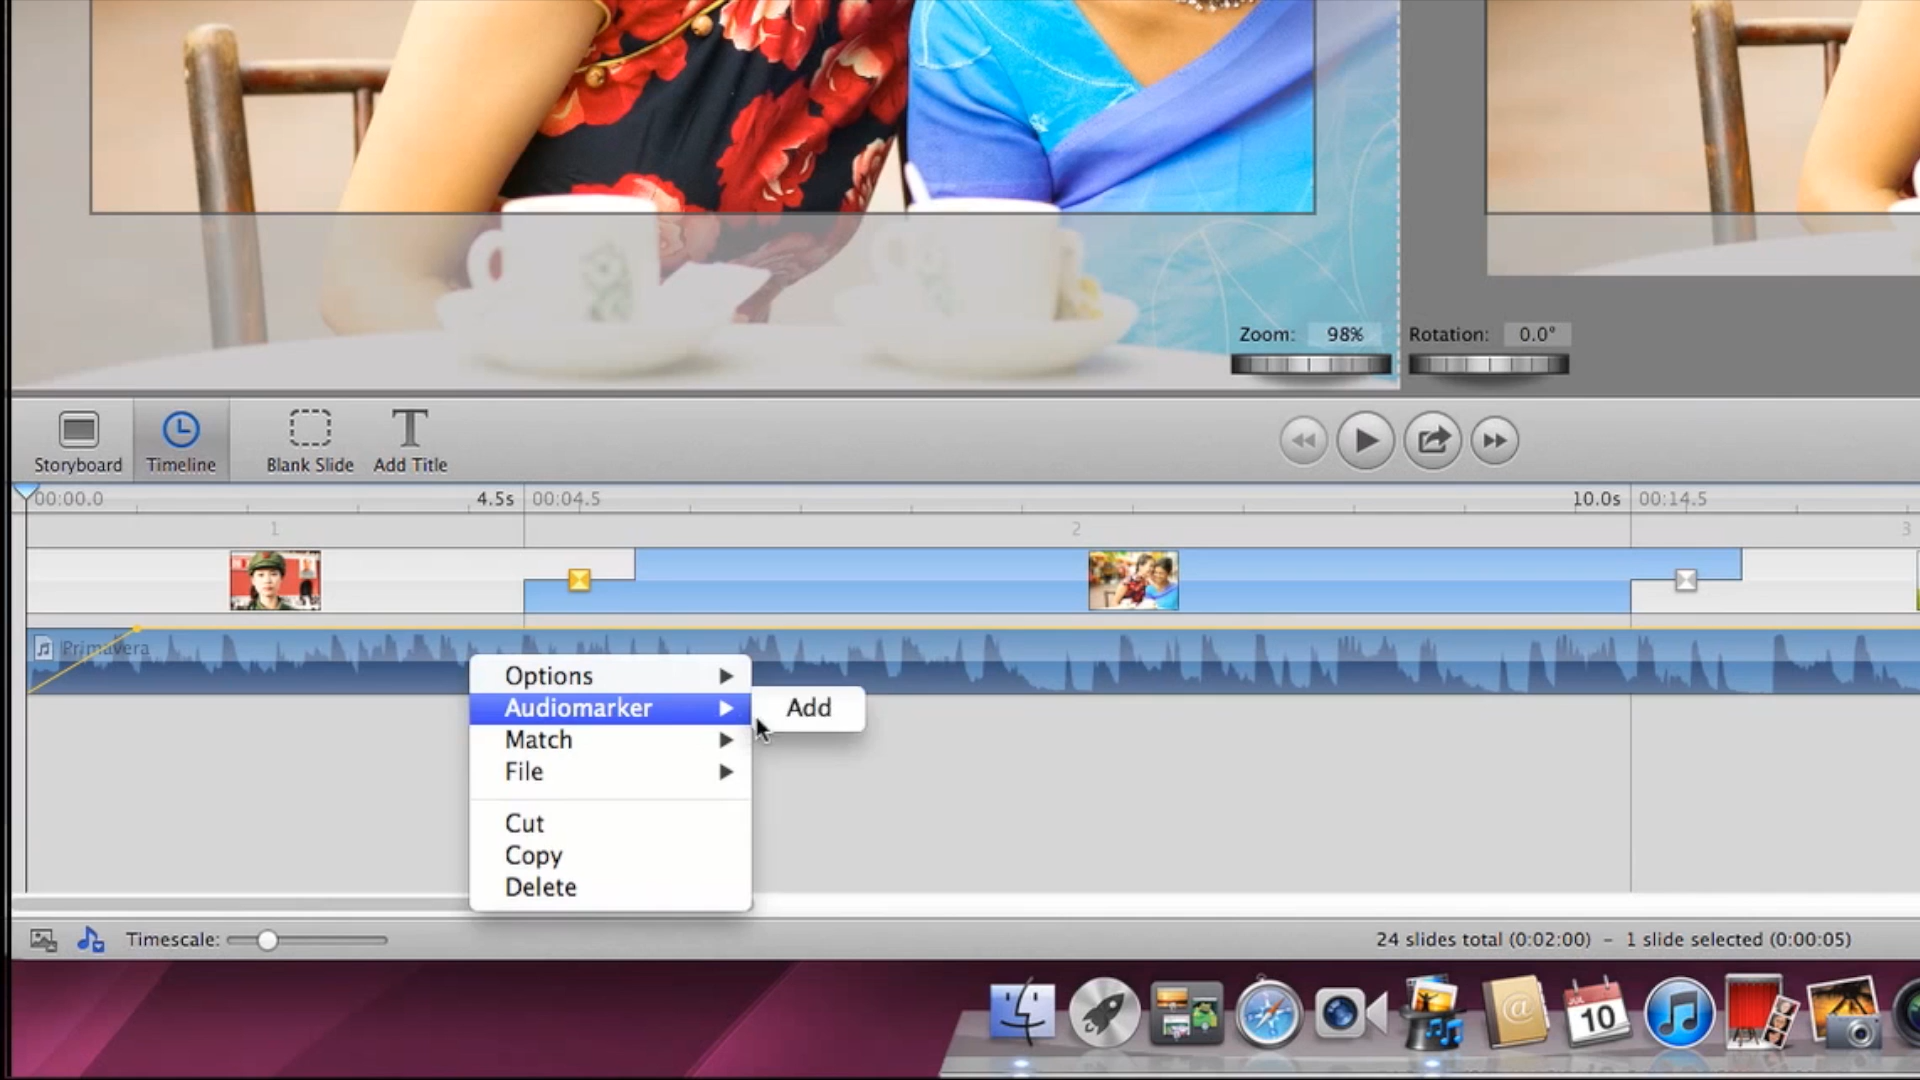 Zoom: 98% Rotation: 0.0°
Storyboard Timeline Blank Slide Add Title
00:00.0 4.5s 00:04.5 10.0s 00:14.5
1 2 3
Primavera
Options
Audiomarker Add
Match
File
Cut
Copy
Delete
Timescale: 24 slides total (0:02:00) – 1 slide selected (0:00:05)
JUL
10
@